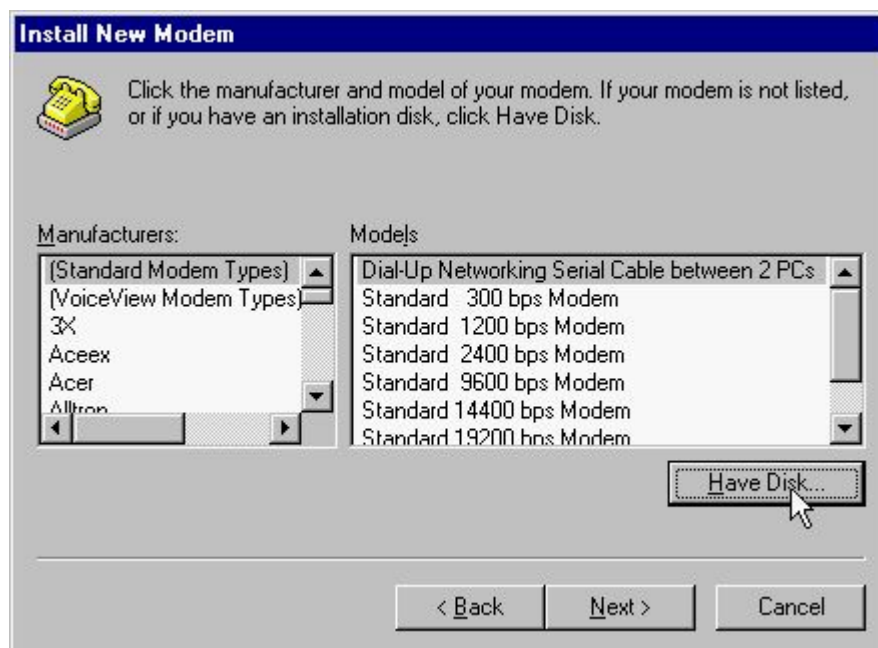 Install New Modem
Click the manufacturer and model of your modem. If your modem is not listed,
or if you have an installation disk, click Have Disk.
Manufacturers:
(Standard Modem Types)
(VoiceView Modem Types)
3X
Aceex
Acer
Alltron
Models
Dial-Up Networking Serial Cable between 2 PCs
Standard   300 bps Modem
Standard  1200 bps Modem
Standard  2400 bps Modem
Standard  9600 bps Modem
Standard 14400 bps Modem
Standard 19200 bps Modem
Have Disk...
< Back
Next >
Cancel